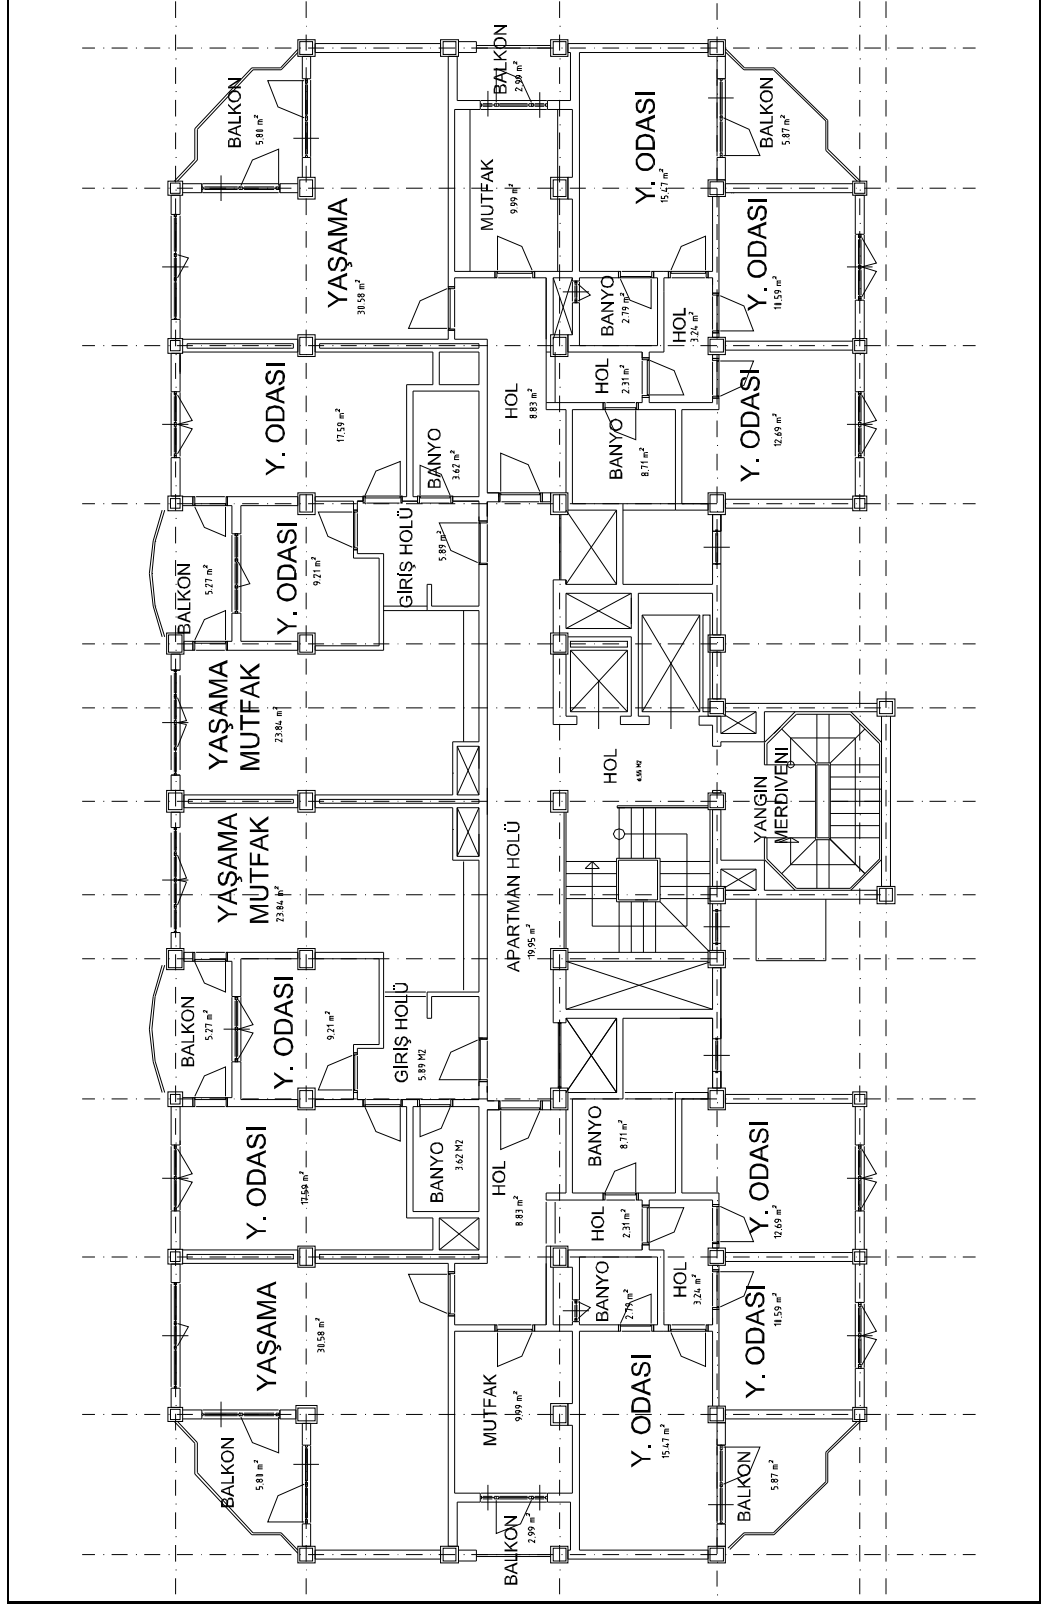 BALKON
5.80 m²
BALKON
2.99 m²
BALKON
5.87 m²
Y. ODASI
15.47 m²
MUTFAK
9.99 m²
YAŞAMA
30.58 m²
Y. ODASI
10.59 m²
BANYO
2.79 m²
HOL
3.24 m²
HOL
2.31 m²
HOL
8.83 m²
Y. ODASI
17.59 m²
BANYO
3.62 m²
BANYO
8.71 m²
Y. ODASI
12.69 m²
BALKON
5.27 m²
Y. ODASI
9.21 m²
GİRİŞ HOLÜ
5.89 m²
YAŞAMA
MUTFAK
23.84 m²
HOL
YANGIN
MERDIVENI
YAŞAMA
MUTFAK
23.84 m²
APARTMAN HOLÜ
19.95 m²
BALKON
5.27 m²
Y. ODASI
9.21 m²
GİRİŞ HOLÜ
5.89 M2
Y. ODASI
17.59 m²
BANYO
3.62 M2
HOL
8.83 m²
BANYO
8.71 m²
HOL
2.31 m²
Y. ODASI
12.69 m²
BANYO
2.79 m²
HOL
3.24 m²
Y. ODASI
10.59 m²
YAŞAMA
30.58 m²
MUTFAK
9.99 m²
Y. ODASI
15.47 m²
BALKON
5.80 m²
BALKON
2.99 m²
BALKON
5.87 m²